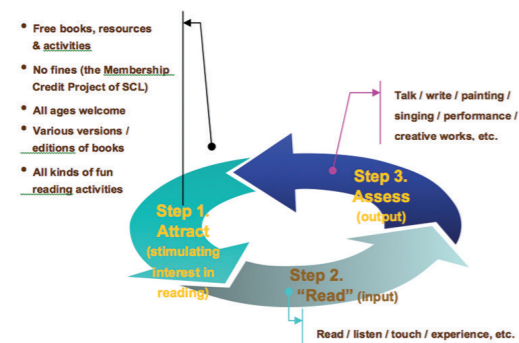 • Free books, resources
& activities
• No fines (the Membership
Credit Project of SCL)
• All ages welcome
• Various versions /
editions of books
• All kinds of fun
reading activities
Talk / write / painting /
singing / performance /
creative works, etc.
Step 3.
Assess
(output)
Step 1.
Attract
(stimulating
interest in
reading)
Step 2.
“Read” (input)
Read / listen / touch / experience, etc.